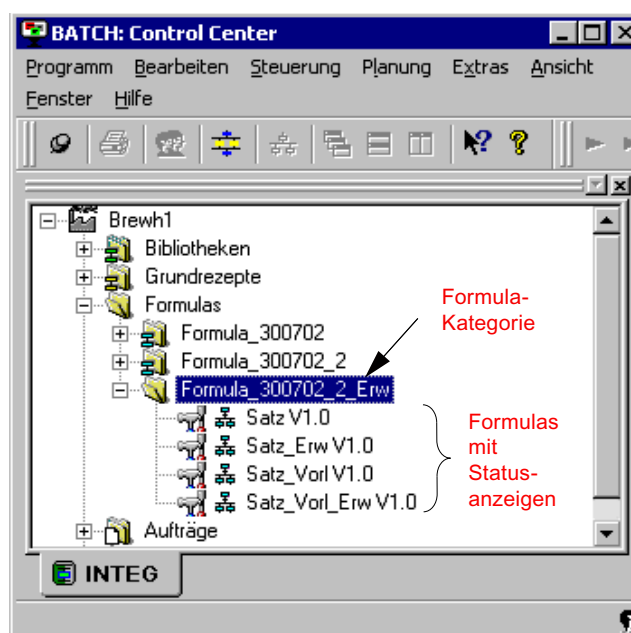 BATCH: Control Center
Programm Bearbeiten Steuerung Planung Extras Ansicht
Fenster Hilfe
Brewh1
Bibliotheken
Grundrezepte
Formulas
Formula_300702
Formula_300702_2
Formula_300702_2_Erw
Satz V1.0
Satz_Erw V1.0
Satz_Vorl V1.0
Satz_Vorl_Erw V1.0
Aufträge
Formula-
Kategorie
Formulas
mit
Status-
anzeigen
INTEG